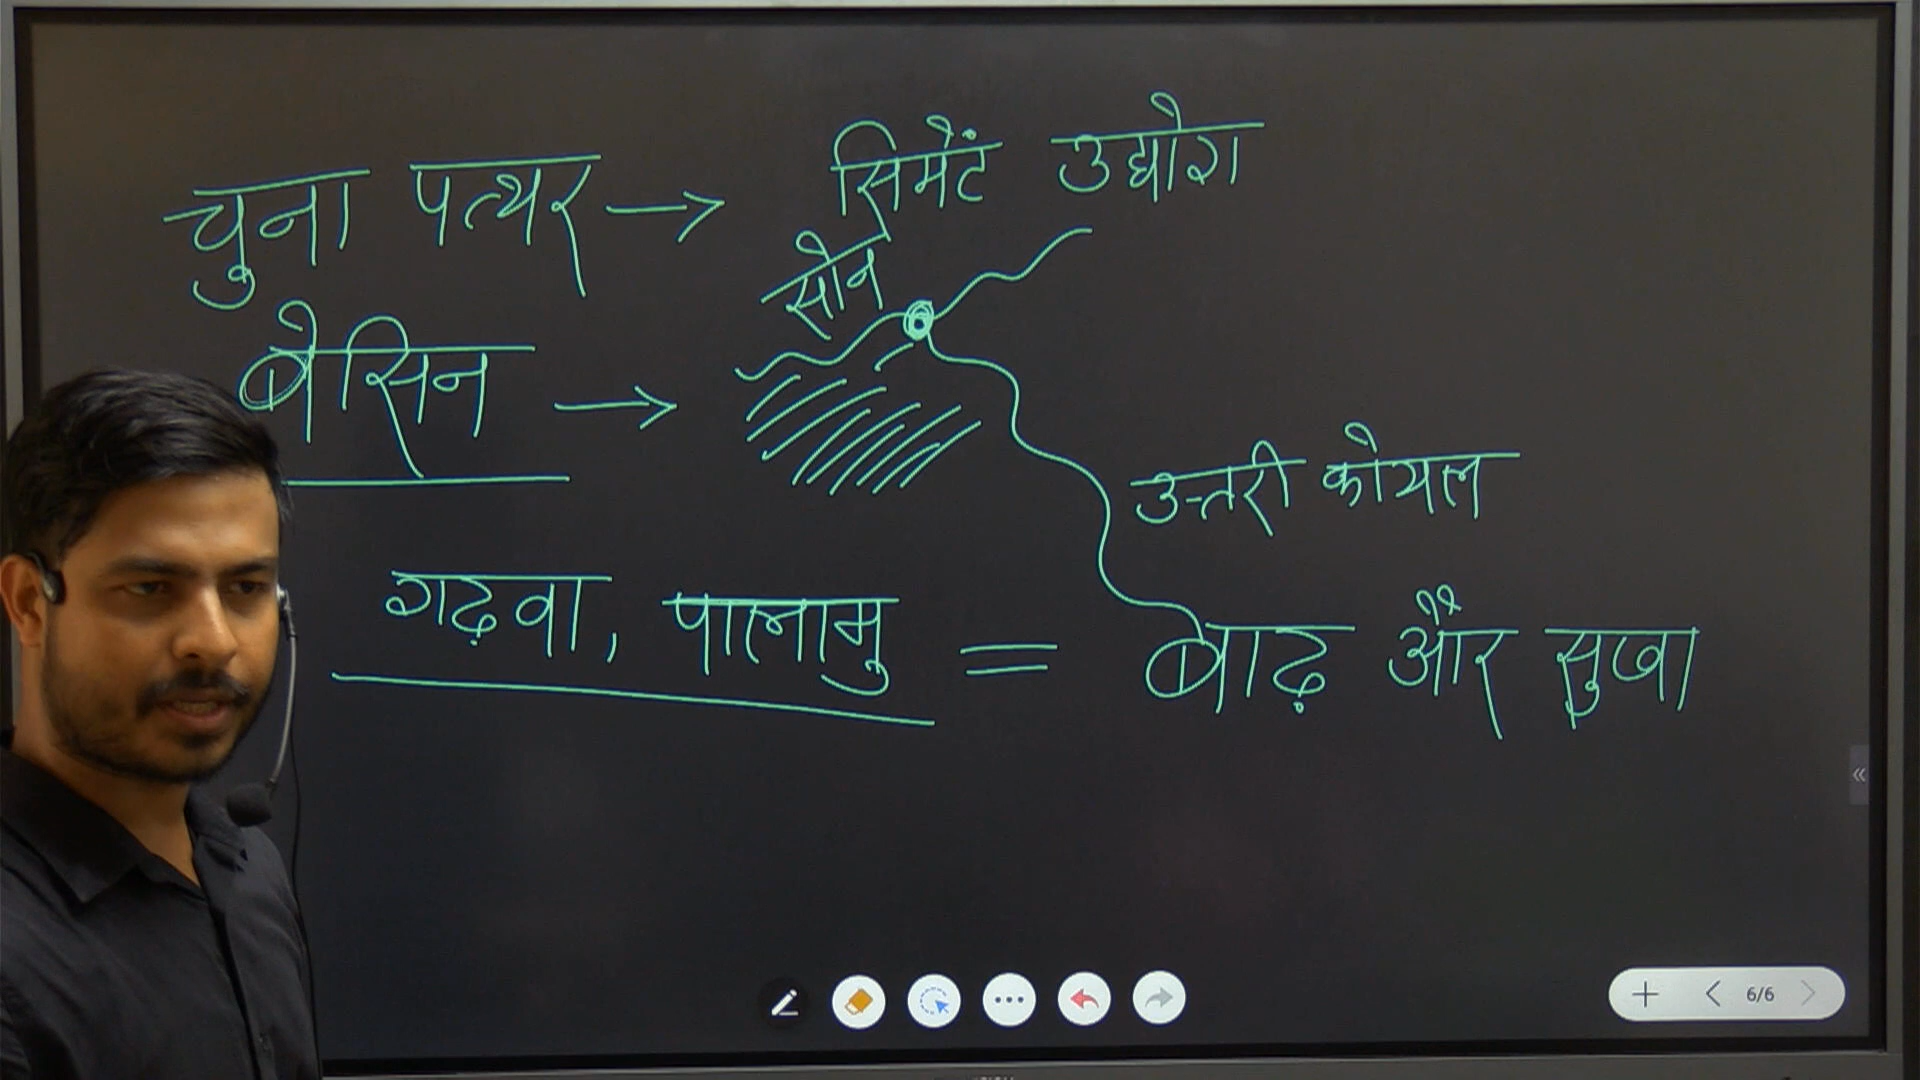 चुना पत्थर → सिमेंट उद्योग
सोन
बेसिन →
उत्तरी कोयल
गढ़वा, पालामु = बाढ़ और सुखा
6/6